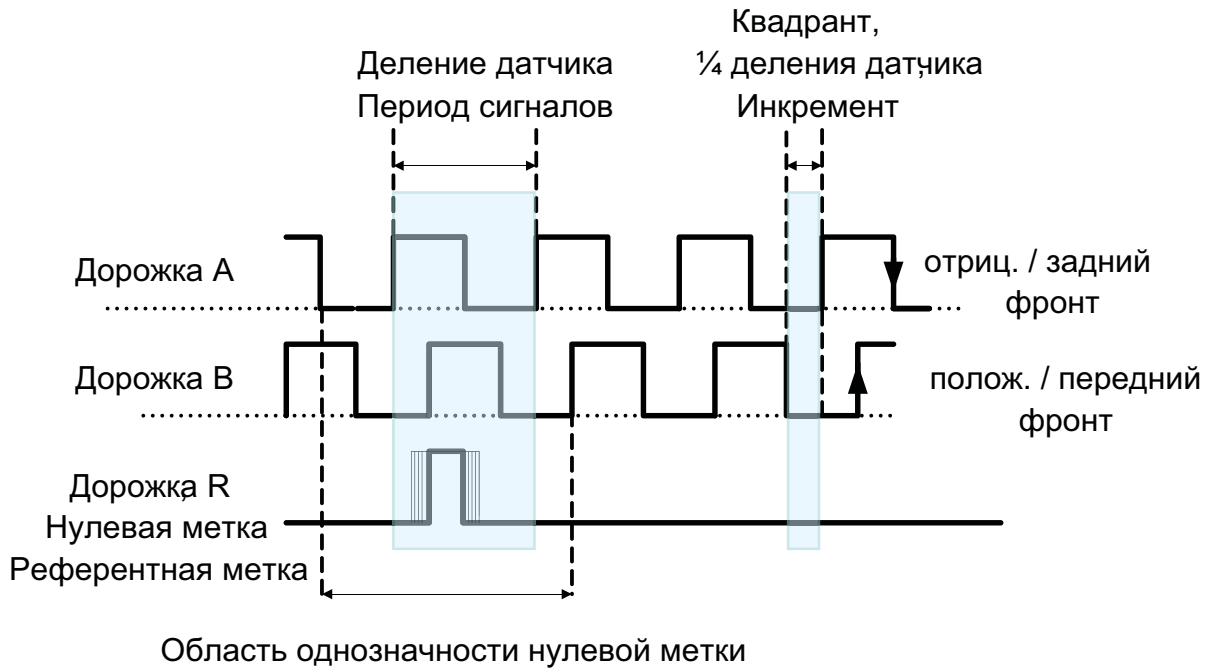 Квадрант,
Деление датчика
¼ деления датчика
Период сигналов
Инкремент
Дорожка A
отриц. / задний
фронт
Дорожка B
полож. / передний
фронт
Дорожка R
Нулевая метка
Референтная метка
Область однозначности нулевой метки